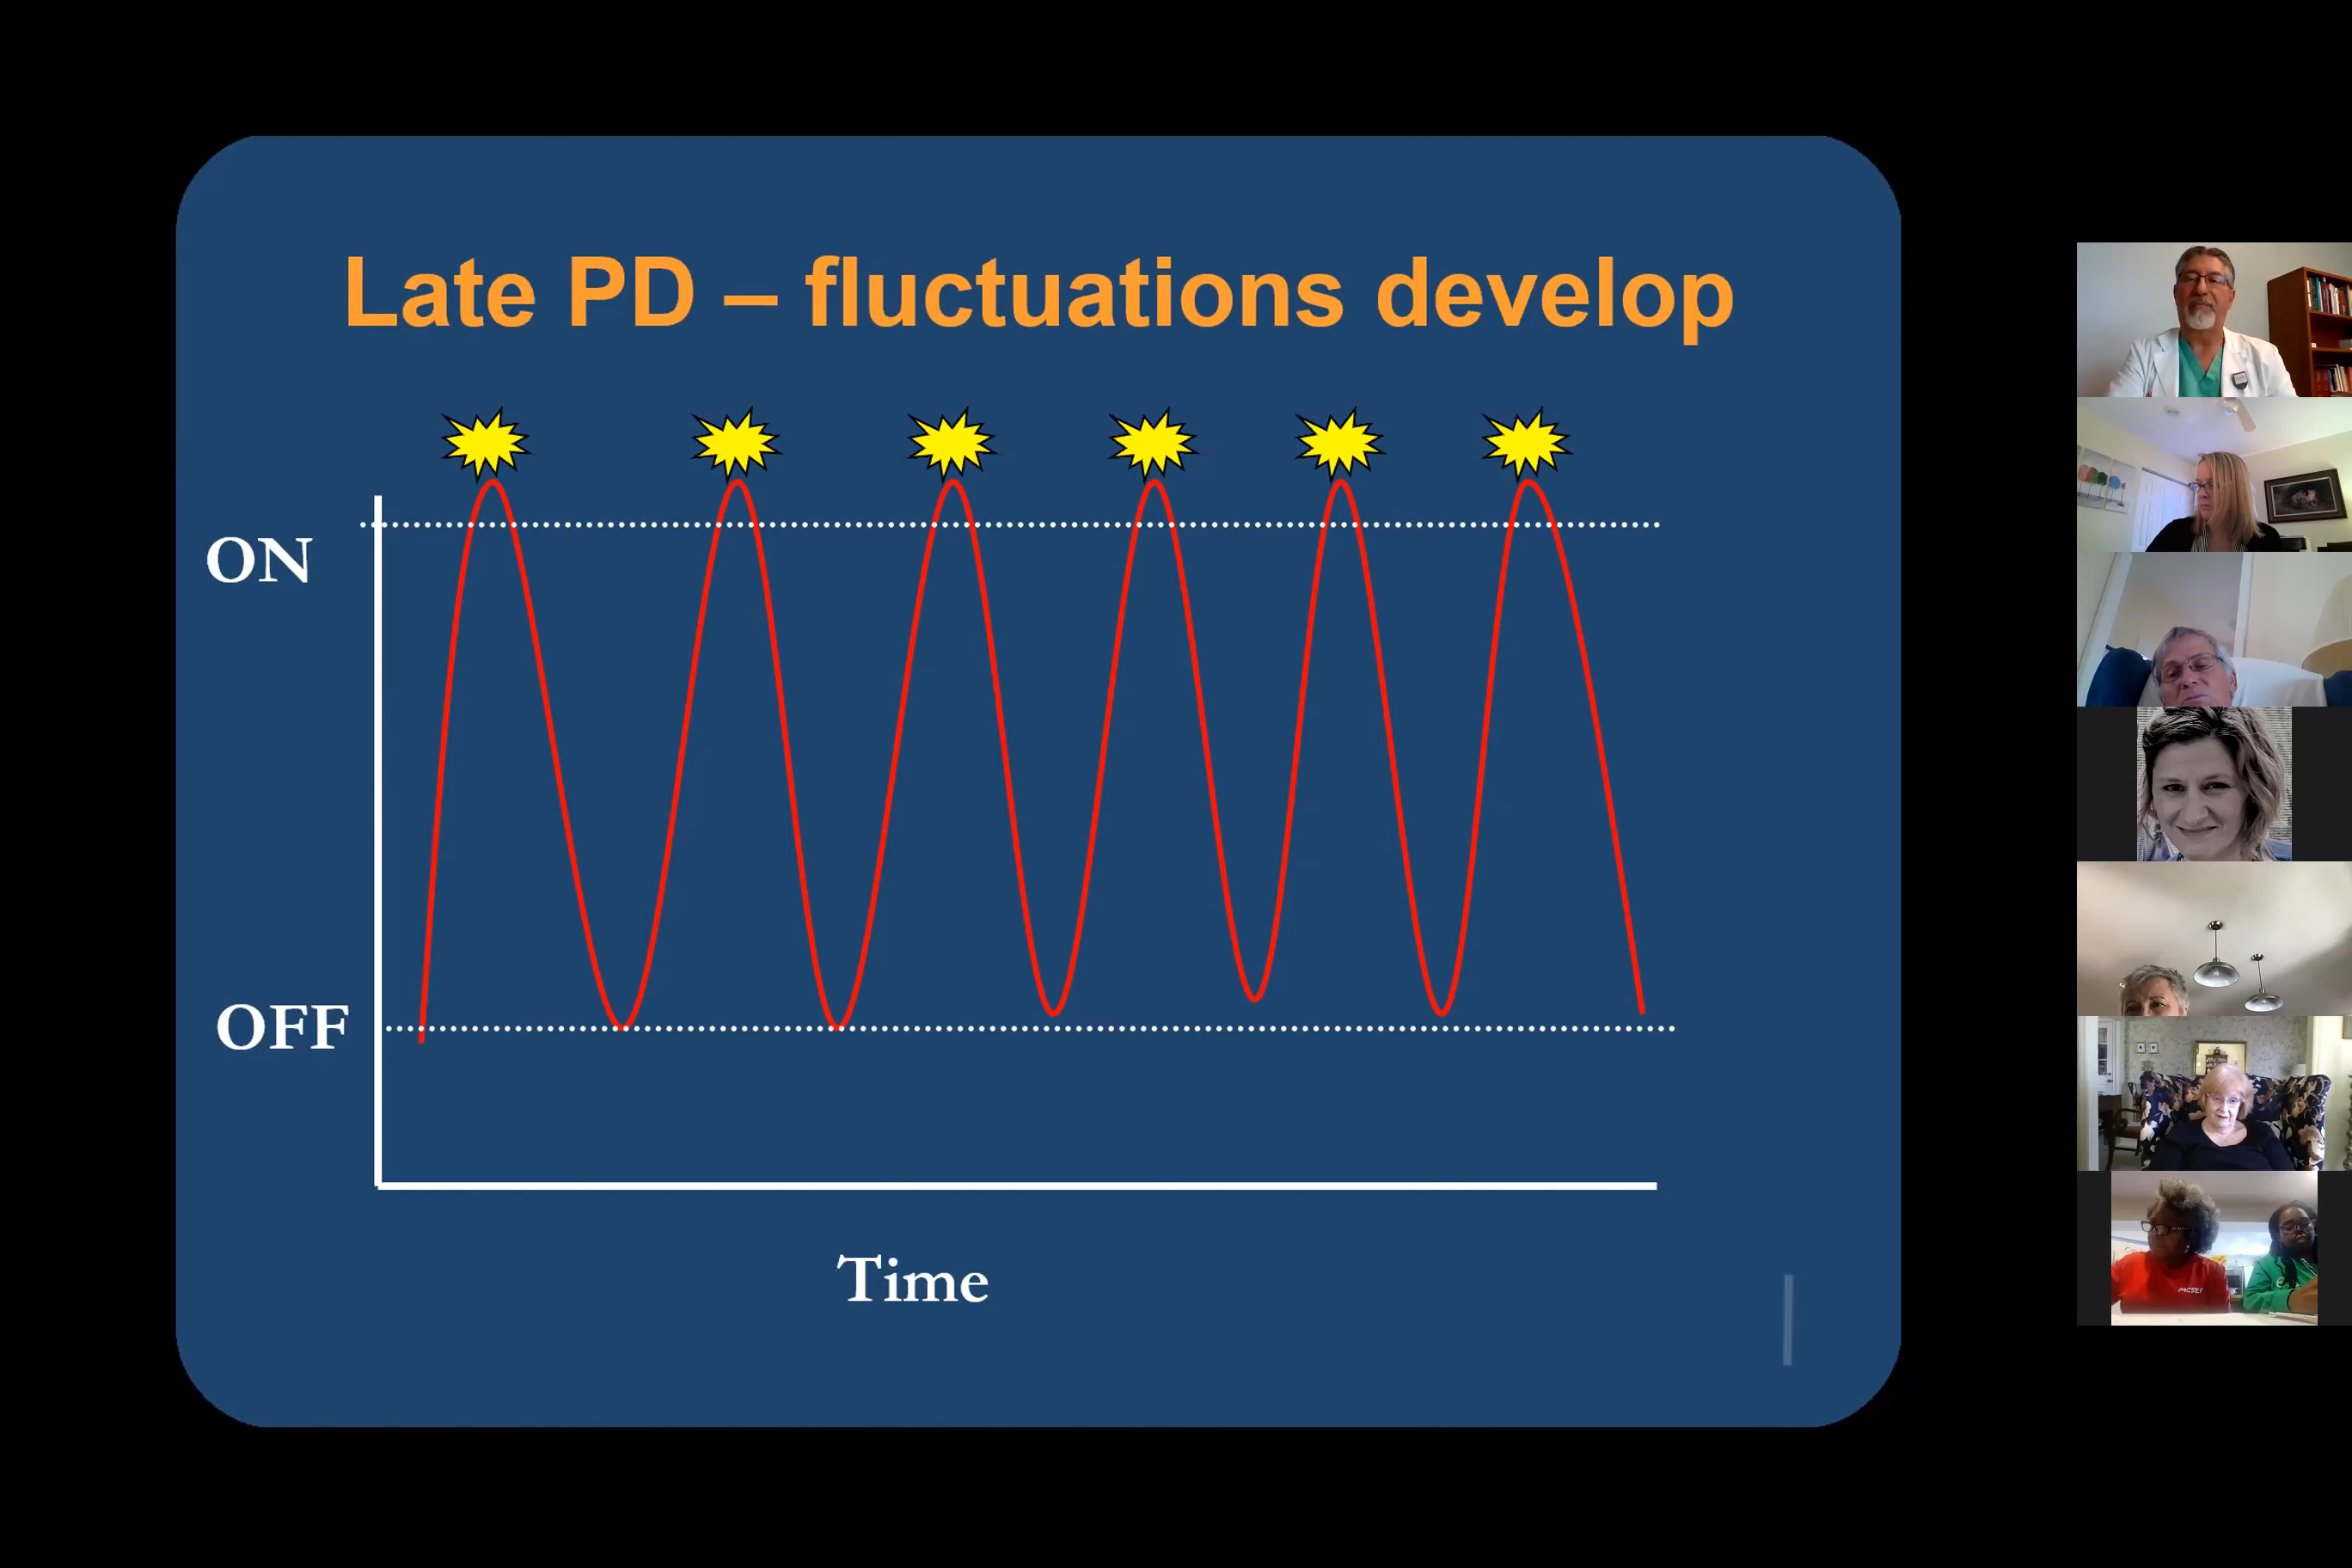 Late PD – fluctuations develop
ON
OFF
Time